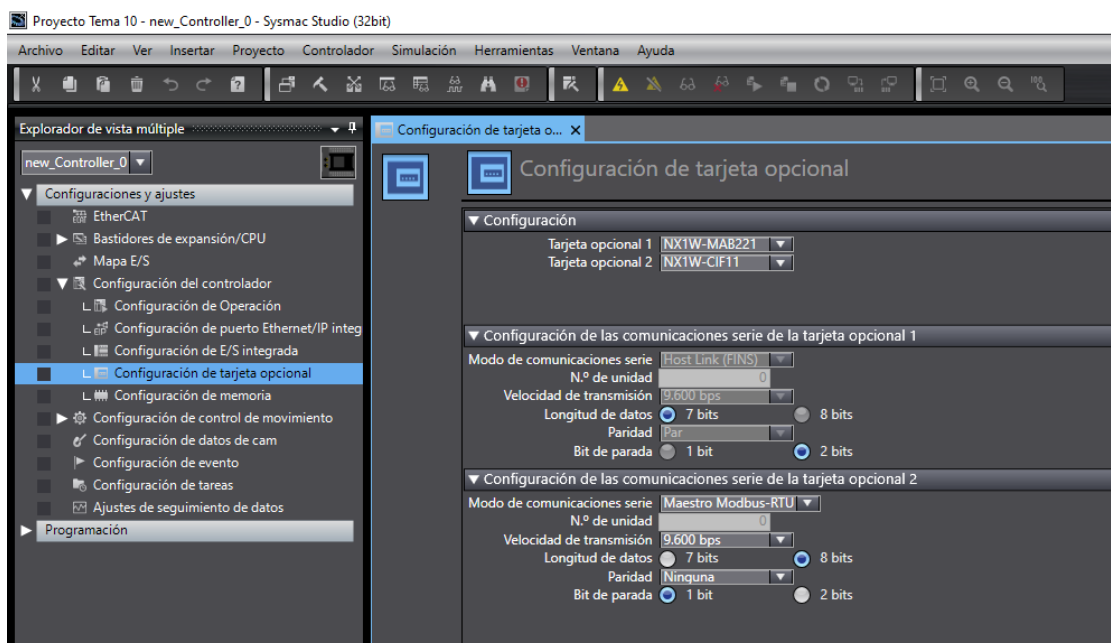 Proyecto Tema 10 - new_Controller_0 - Sysmac Studio (32bit)
Archivo Editar Ver Insertar Proyecto Controlador Simulación Herramientas Ventana Ayuda
Explorador de vista múltiple
new_Controller_0
Configuraciones y ajustes
EtherCAT
Bastidores de expansión/CPU
Mapa E/S
Configuración del controlador
Configuración de Operación
Configuración de puerto Ethernet/IP integ
Configuración de E/S integrada
Configuración de tarjeta opcional
Configuración de memoria
Configuración de control de movimiento
Configuración de datos de cam
Configuración de evento
Configuración de tareas
Ajustes de seguimiento de datos
Programación
Configuración de tarjeta o... X
Configuración de tarjeta opcional
Configuración
Tarjeta opcional 1 NX1W-MAB221
Tarjeta opcional 2 NX1W-CIF11
Configuración de las comunicaciones serie de la tarjeta opcional 1
Modo de comunicaciones serie Host Link (FINS)
N.º de unidad 0
Velocidad de transmisión 9.600 bps
Longitud de datos 7 bits 8 bits
Paridad Par
Bit de parada 1 bit 2 bits
Configuración de las comunicaciones serie de la tarjeta opcional 2
Modo de comunicaciones serie Maestro Modbus-RTU
N.º de unidad 0
Velocidad de transmisión 9.600 bps
Longitud de datos 7 bits 8 bits
Paridad Ninguna
Bit de parada 1 bit 2 bits